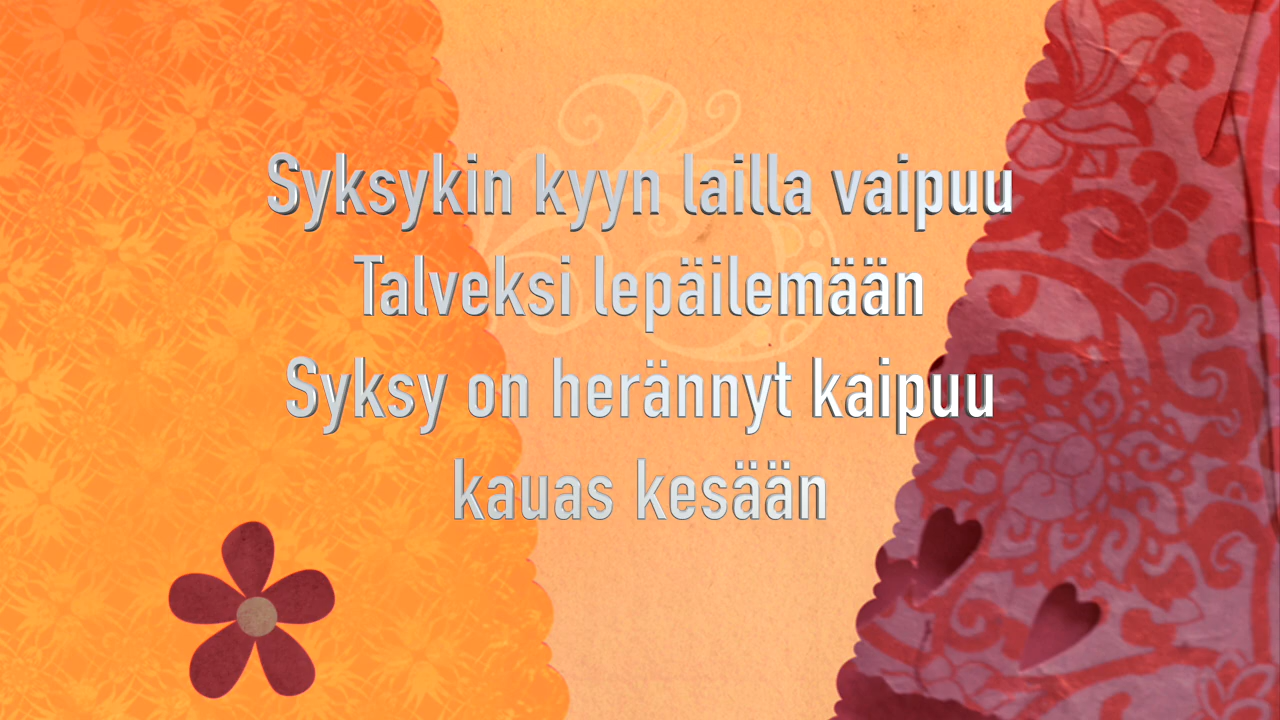 Syksykin kyyn lailla vaipuu
Talveksi lepäilemään
Syksy on herännyt kaipuu
kauas kesään